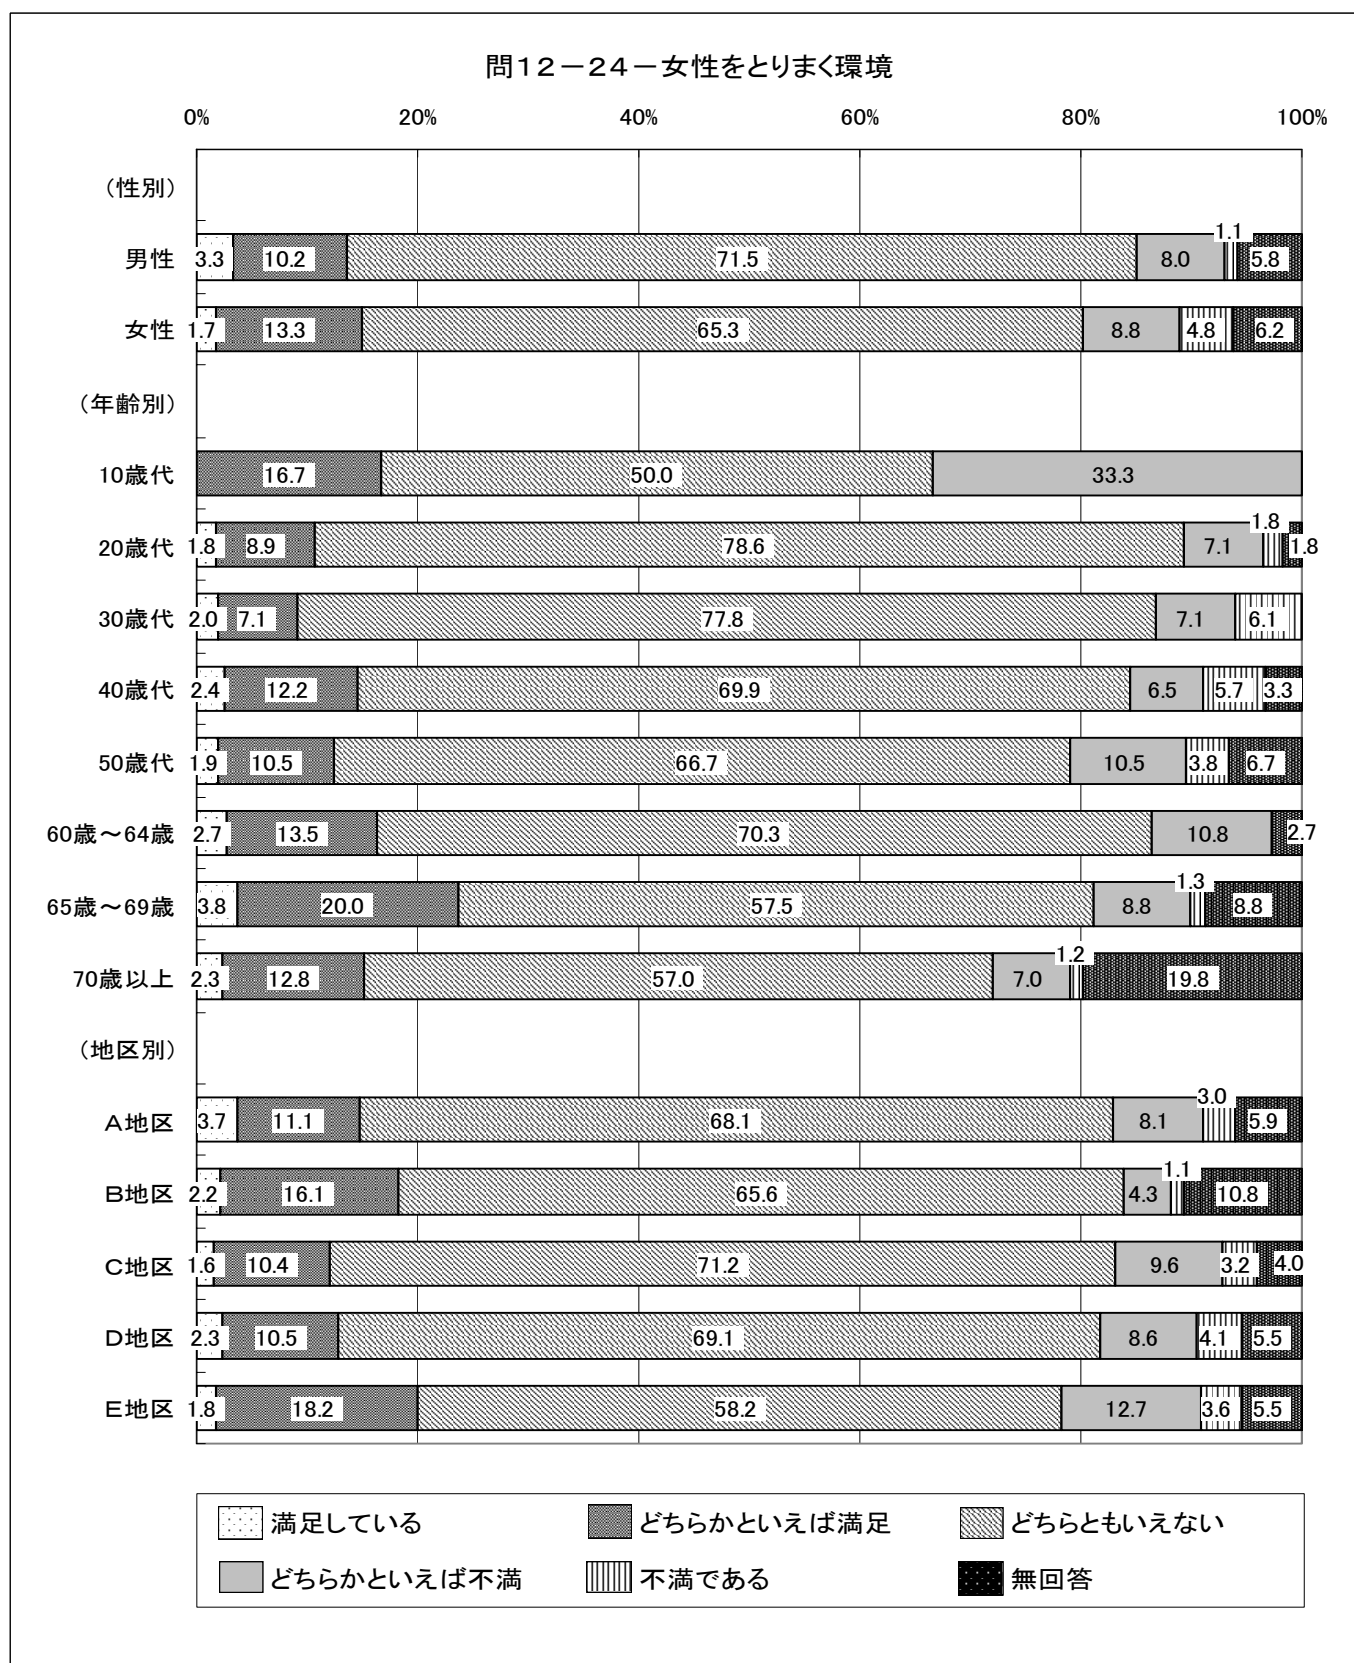 問12－24－女性をとりまく環境
0% 20% 40% 60% 80% 100%
（性別）
男性 3.3 10.2 71.5 8.0 1.1 5.8
女性 1.7 13.3 65.3 8.8 4.8 6.2
（年齢別）
10歳代 16.7 50.0 33.3
20歳代 1.8 8.9 78.6 7.1 1.8 1.8
30歳代 2.0 7.1 77.8 7.1 6.1
40歳代 2.4 12.2 69.9 6.5 5.7 3.3
50歳代 1.9 10.5 66.7 10.5 3.8 6.7
60歳～64歳 2.7 13.5 70.3 10.8 2.7
65歳～69歳 3.8 20.0 57.5 8.8 1.3 8.8
70歳以上 2.3 12.8 57.0 7.0 1.2 19.8
（地区別）
Ａ地区 3.7 11.1 68.1 8.1 3.0 5.9
Ｂ地区 2.2 16.1 65.6 4.3 1.1 10.8
Ｃ地区 1.6 10.4 71.2 9.6 3.2 4.0
Ｄ地区 2.3 10.5 69.1 8.6 4.1 5.5
Ｅ地区 1.8 18.2 58.2 12.7 3.6 5.5
満足している どちらかといえば満足 どちらともいえない
どちらかといえば不満 不満である 無回答